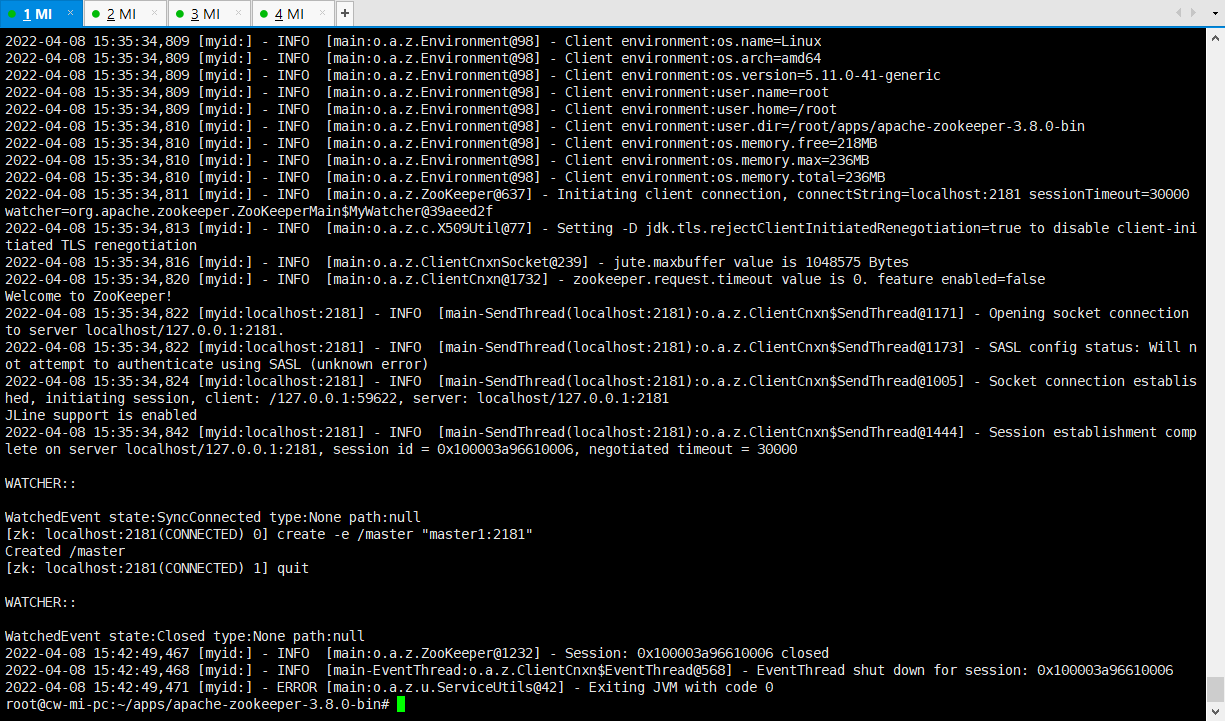 1 MI × 2 MI × 3 MI × 4 MI × +
2022-04-08 15:35:34,809 [myid:] - INFO  [main:o.a.z.Environment@98] - Client environment:os.name=Linux
2022-04-08 15:35:34,809 [myid:] - INFO  [main:o.a.z.Environment@98] - Client environment:os.arch=amd64
2022-04-08 15:35:34,809 [myid:] - INFO  [main:o.a.z.Environment@98] - Client environment:os.version=5.11.0-41-generic
2022-04-08 15:35:34,809 [myid:] - INFO  [main:o.a.z.Environment@98] - Client environment:user.name=root
2022-04-08 15:35:34,809 [myid:] - INFO  [main:o.a.z.Environment@98] - Client environment:user.home=/root
2022-04-08 15:35:34,810 [myid:] - INFO  [main:o.a.z.Environment@98] - Client environment:user.dir=/root/apps/apache-zookeeper-3.8.0-bin
2022-04-08 15:35:34,810 [myid:] - INFO  [main:o.a.z.Environment@98] - Client environment:os.memory.free=218MB
2022-04-08 15:35:34,810 [myid:] - INFO  [main:o.a.z.Environment@98] - Client environment:os.memory.max=236MB
2022-04-08 15:35:34,810 [myid:] - INFO  [main:o.a.z.Environment@98] - Client environment:os.memory.total=236MB
2022-04-08 15:35:34,811 [myid:] - INFO  [main:o.a.z.ZooKeeper@637] - Initiating client connection, connectString=localhost:2181 sessionTimeout=30000
watcher=org.apache.zookeeper.ZooKeeperMain$MyWatcher@39aeed2f
2022-04-08 15:35:34,813 [myid:] - INFO  [main:o.a.z.c.X509Util@77] - Setting -D jdk.tls.rejectClientInitiatedRenegotiation=true to disable client-ini
tiated TLS renegotiation
2022-04-08 15:35:34,816 [myid:] - INFO  [main:o.a.z.ClientCnxnSocket@239] - jute.maxbuffer value is 1048575 Bytes
2022-04-08 15:35:34,820 [myid:] - INFO  [main:o.a.z.ClientCnxn@1732] - zookeeper.request.timeout value is 0. feature enabled=false
Welcome to ZooKeeper!
2022-04-08 15:35:34,822 [myid:localhost:2181] - INFO  [main-SendThread(localhost:2181):o.a.z.ClientCnxn$SendThread@1171] - Opening socket connection
to server localhost/127.0.0.1:2181.
2022-04-08 15:35:34,822 [myid:localhost:2181] - INFO  [main-SendThread(localhost:2181):o.a.z.ClientCnxn$SendThread@1173] - SASL config status: Will n
ot attempt to authenticate using SASL (unknown error)
2022-04-08 15:35:34,824 [myid:localhost:2181] - INFO  [main-SendThread(localhost:2181):o.a.z.ClientCnxn$SendThread@1005] - Socket connection establis
hed, initiating session, client: /127.0.0.1:59622, server: localhost/127.0.0.1:2181
JLine support is enabled
2022-04-08 15:35:34,842 [myid:localhost:2181] - INFO  [main-SendThread(localhost:2181):o.a.z.ClientCnxn$SendThread@1444] - Session establishment comp
lete on server localhost/127.0.0.1:2181, session id = 0x100003a96610006, negotiated timeout = 30000
WATCHER::
WatchedEvent state:SyncConnected type:None path:null
[zk: localhost:2181(CONNECTED) 0] create -e /master "master1:2181"
Created /master
[zk: localhost:2181(CONNECTED) 1] quit
WATCHER::
WatchedEvent state:Closed type:None path:null
2022-04-08 15:42:49,467 [myid:] - INFO  [main:o.a.z.ZooKeeper@1232] - Session: 0x100003a96610006 closed
2022-04-08 15:42:49,468 [myid:] - INFO  [main-EventThread:o.a.z.ClientCnxn$EventThread@568] - EventThread shut down for session: 0x100003a96610006
2022-04-08 15:42:49,471 [myid:] - ERROR [main:o.a.z.u.ServiceUtils@42] - Exiting JVM with code 0
root@cw-mi-pc:~/apps/apache-zookeeper-3.8.0-bin#